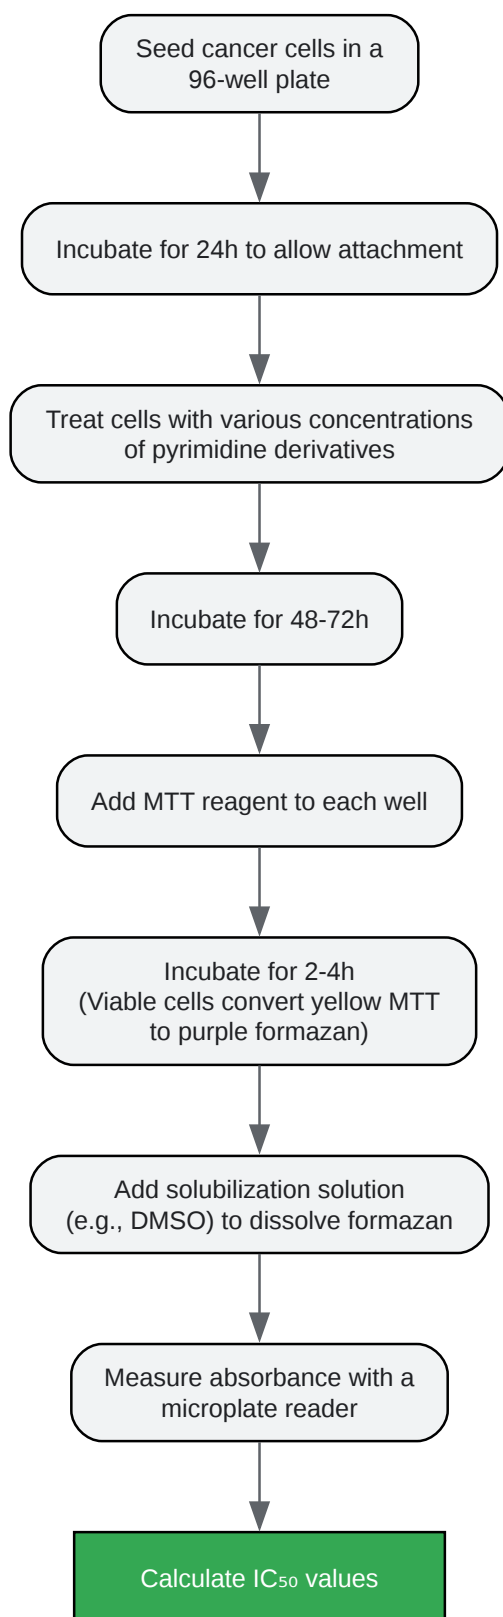 Seed cancer cells in a
96-well plate
Incubate for 24h to allow attachment
Treat cells with various concentrations
of pyrimidine derivatives
Incubate for 48-72h
Add MTT reagent to each well
Incubate for 2-4h
(Viable cells convert yellow MTT
to purple formazan)
Add solubilization solution
(e.g., DMSO) to dissolve formazan
Measure absorbance with a
microplate reader
Calculate IC₅₀ values